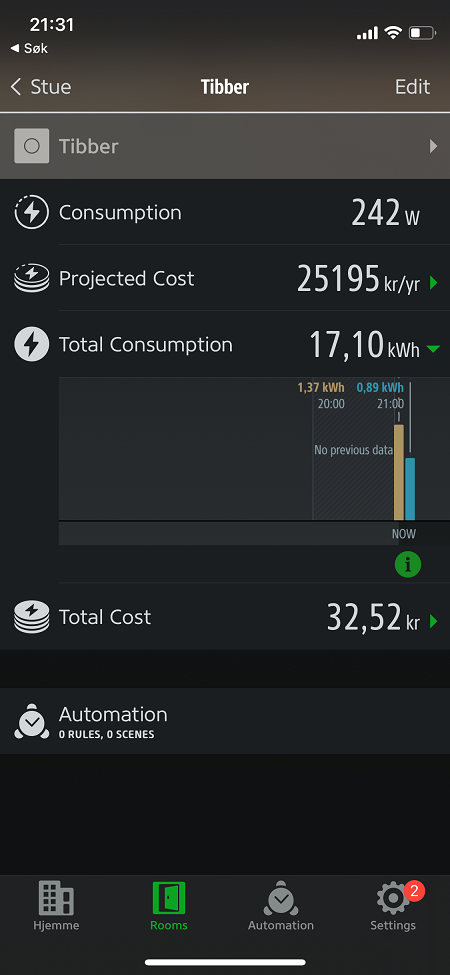 21:31
◀ Søk
Stue
Tibber
Edit
Tibber
Consumption
242 W
Projected Cost
25195 kr/yr
Total Consumption
17,10 kWh
1,37 kWh 0,89 kWh
20:00 21:00
No previous data
NOW
i
Total Cost
32,52 kr
Automation
0 RULES, 0 SCENES
2
Hjemme
Rooms
Automation
Settings